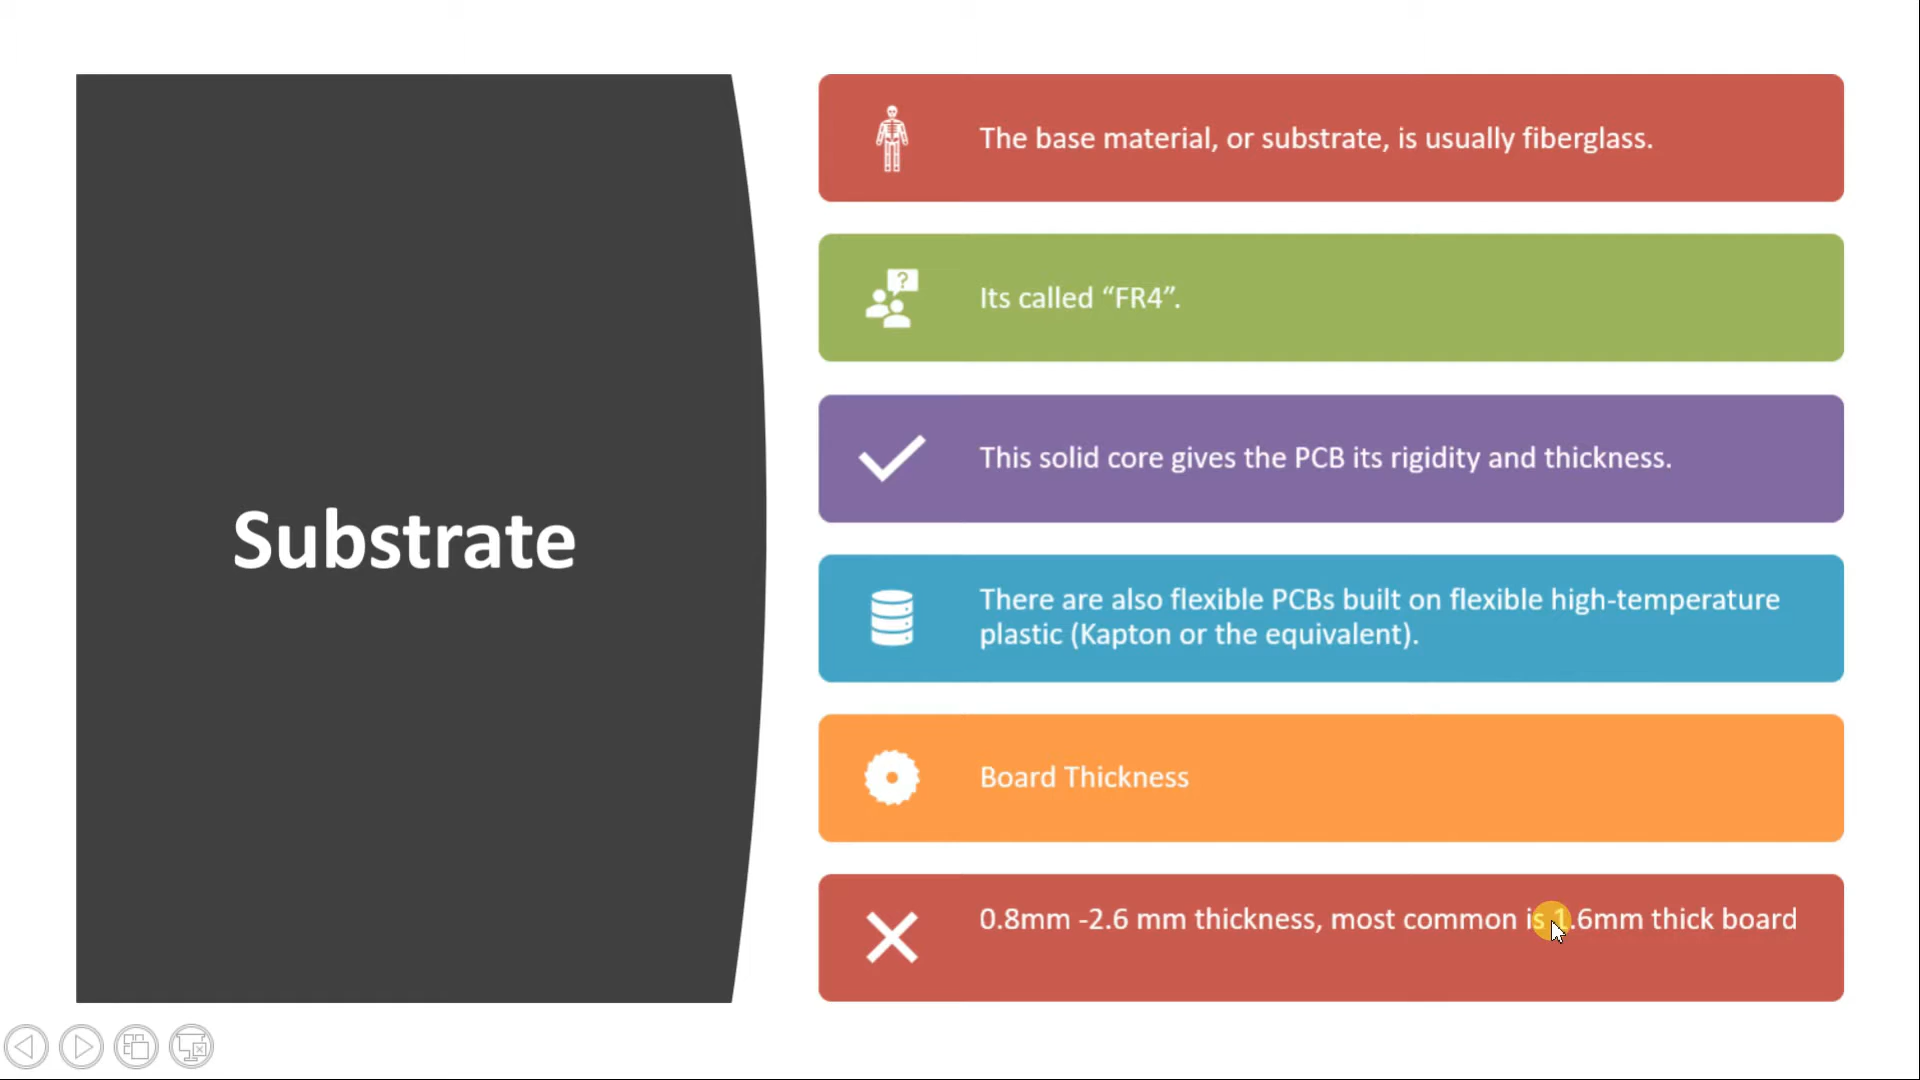 Substrate
The base material, or substrate, is usually fiberglass.
?
Its called “FR4”.
This solid core gives the PCB its rigidity and thickness.
There are also flexible PCBs built on flexible high-temperature
plastic (Kapton or the equivalent).
Board Thickness
0.8mm -2.6 mm thickness, most common is 1.6mm thick board